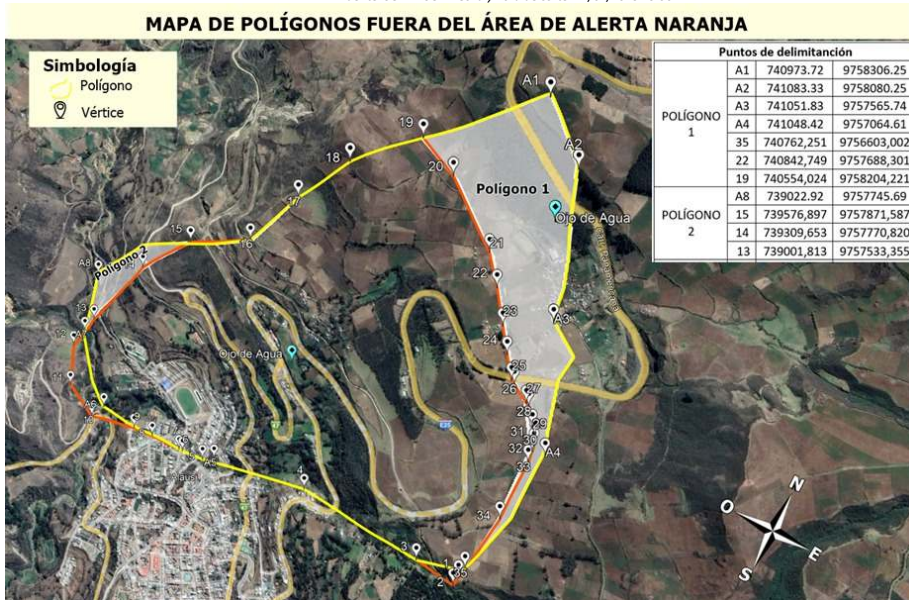 MAPA DE POLÍGONOS FUERA DEL ÁREA DE ALERTA NARANJA
Simbología
Polígono
Vértice
Puntos de delimitanción
POLÍGONO 1
A1 740973.72 9758306.25
A2 741083.33 9758080.25
A3 741051.83 9757565.74
A4 741048.42 9757064.61
35 740762,251 9756603,002
22 740842,749 9757688,301
19 740554,024 9758204,221
POLÍGONO 2
A8 739022.92 9757745.69
15 739576,897 9757871,587
14 739309,653 9757770,820
13 739001,813 9757533,355
A1
19
18
A2
20
17
Polígono 1
Ojo de Agua
15
16
21
Polígono 2
A8
22
13
23
A3
12
24
Ojo de Agua
11
25
26
27
A6
10
28
E35
29
31
30
32
A4
33
4
34
3
1
35
2
N
O
E
S